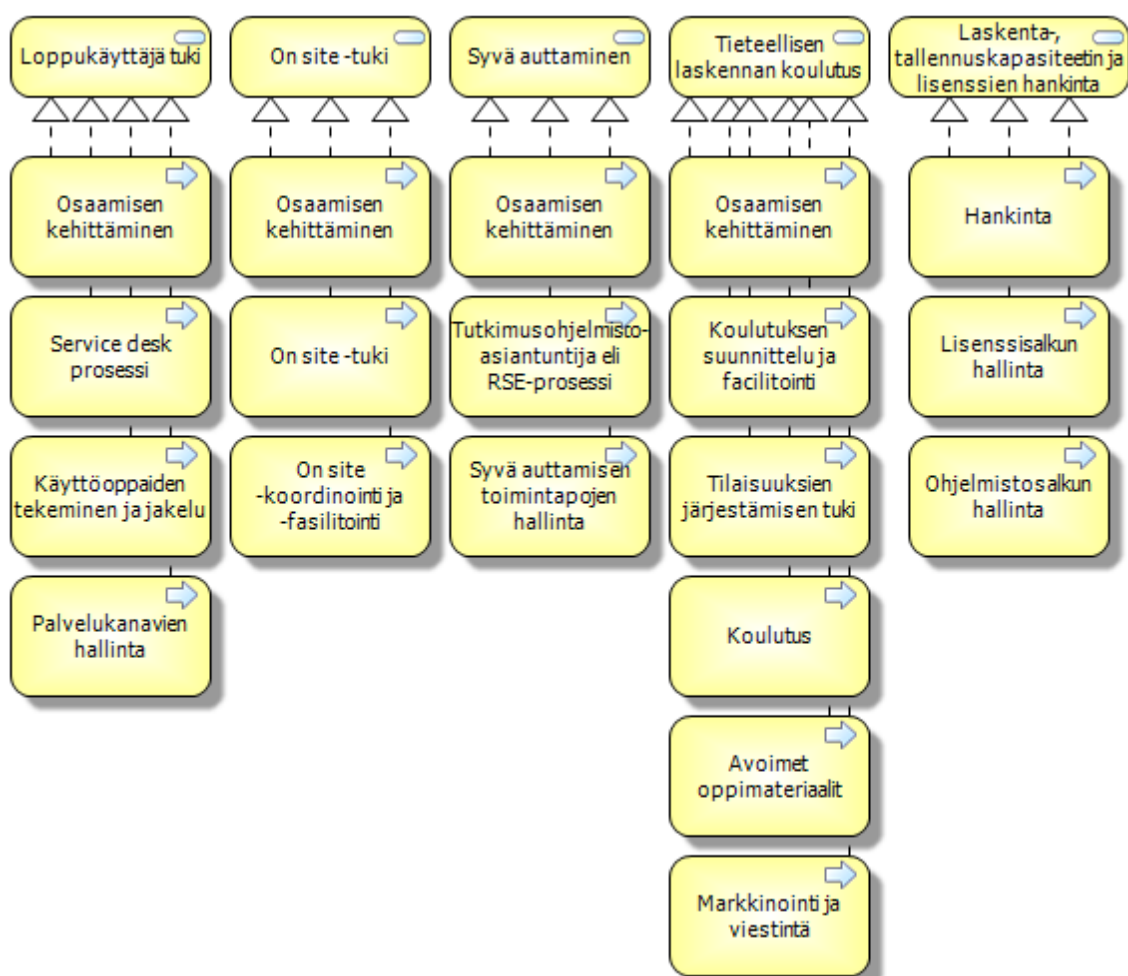 Loppukäyttäjä tuki
On site -tuki
Syvä auttaminen
Tieteellisen
laskennan koulutus
Laskenta-,
tallennuskapasiteetin ja
lisenssien hankinta
Osaamisen
kehittäminen
Osaamisen
kehittäminen
Osaamisen
kehittäminen
Osaamisen
kehittäminen
Hankinta
Service desk
prosessi
On site -tuki
Tutkimusohjelmisto-
asiantuntija eli
RSE-prosessi
Koulutuksen
suunnittelu ja
facilitointi
Lisenssisalkun
hallinta
Käyttöoppaiden
tekeminen ja jakelu
On site
-koordinointi ja
-fasilitointi
Syvä auttamisen
toimintapojen
hallinta
Tilaisuuksien
järjestämisen tuki
Ohjelmistosalkun
hallinta
Palvelukanavien
hallinta
Koulutus
Avoimet
oppimateriaalit
Markkinointi ja
viestintä